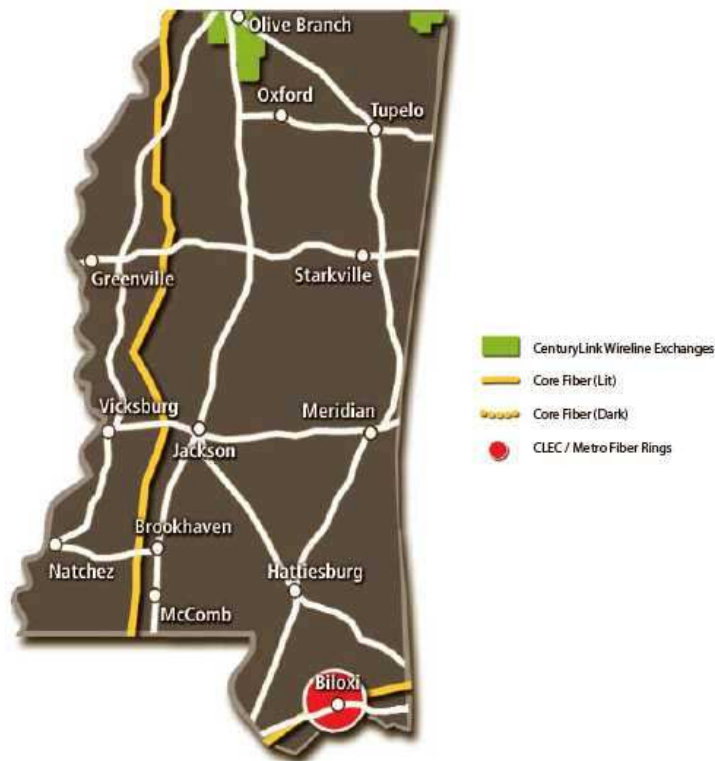 Olive Branch
Oxford
Tupelo
Greenville
Starkville
CenturyLink Wireline Exchanges
Core Fiber (Lit)
Core Fiber (Dark)
CLEC / Metro Fiber Rings
Vicksburg
Meridian
Jackson
Brookhaven
Natchez
Hattiesburg
McComb
Biloxi